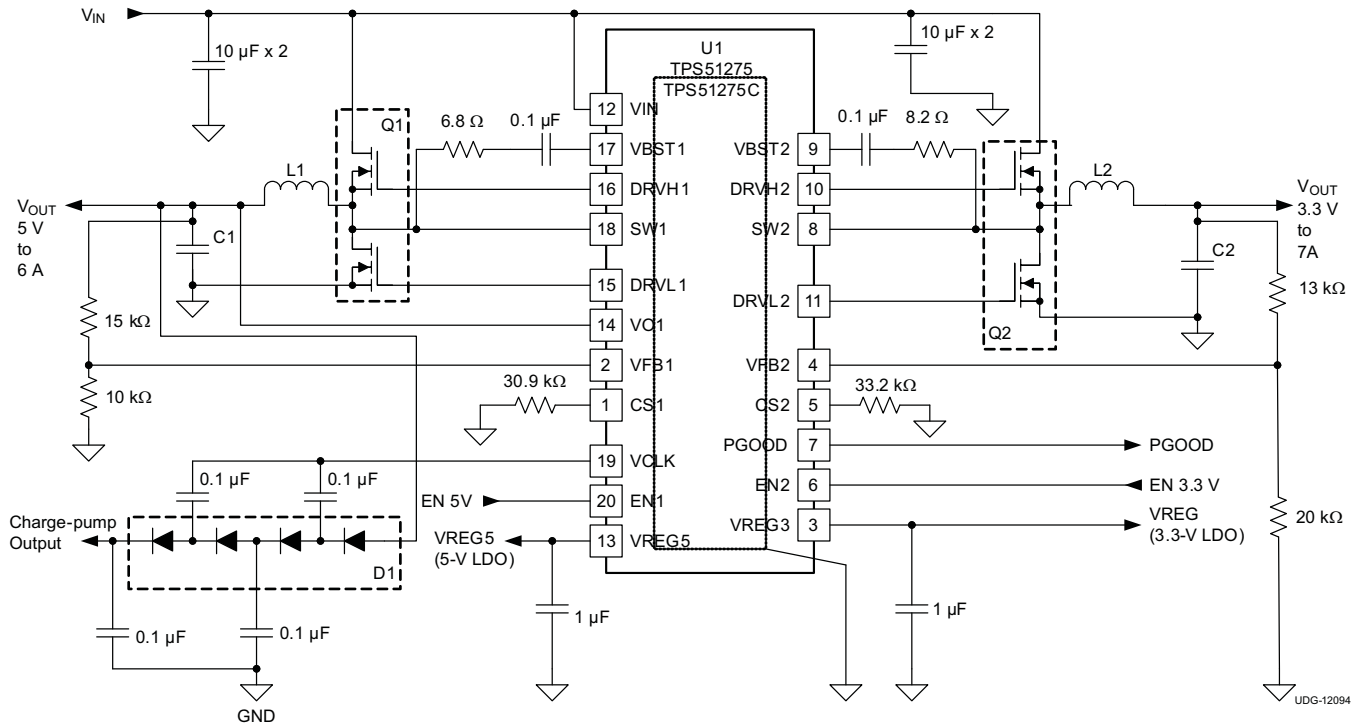 V_IN
10 µF x 2
10 µF x 2
U1
TPS51275
TPS51275C
Q1
6.8 Ω
0.1 µF
12 VIN
17 VBST1
16 DRVH1
18 SW1
15 DRVL1
14 VO1
2 VFB1
1 CS1
19 VCLK
20 EN1
13 VREG5
VBST2 9
DRVH2 10
SW2 8
DRVL2 11
VFB2 4
CS2 5
PGOOD 7
EN2 6
VREG3 3
0.1 µF
8.2 Ω
L1
V_OUT
5 V
to
6 A
C1
15 kΩ
10 kΩ
30.9 kΩ
L2
V_OUT
3.3 V
to
7A
C2
13 kΩ
Q2
33.2 kΩ
PGOOD
EN 3.3 V
VREG
(3.3-V LDO)
20 kΩ
0.1 µF
0.1 µF
EN 5V
Charge-pump
Output
VREG5
(5-V LDO)
D1
0.1 µF
0.1 µF
1 µF
1 µF
GND
UDG-12094